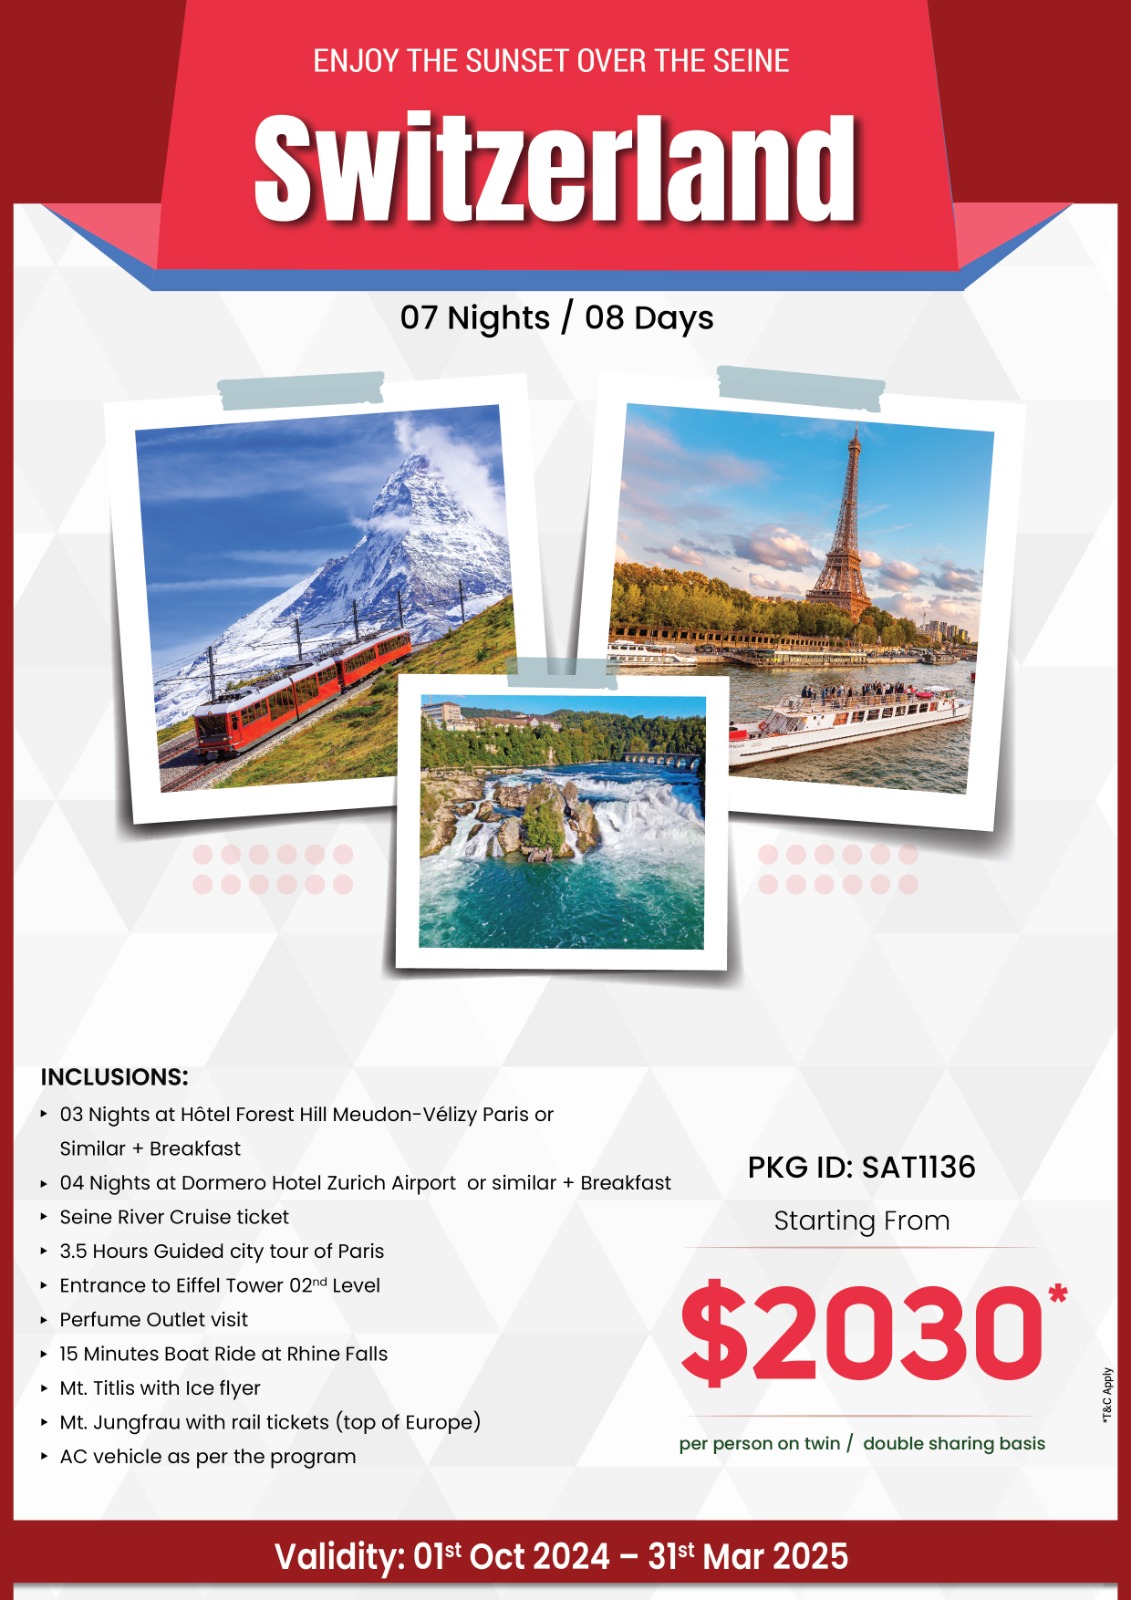 ENJOY THE SUNSET OVER THE SEINE
Switzerland
07 Nights / 08 Days
INCLUSIONS:
‣ 03 Nights at Hôtel Forest Hill Meudon-Vélizy Paris or
Similar + Breakfast
‣ 04 Nights at Dormero Hotel Zurich Airport or similar + Breakfast
‣ Seine River Cruise ticket
‣ 3.5 Hours Guided city tour of Paris
‣ Entrance to Eiffel Tower 02nd Level
‣ Perfume Outlet visit
‣ 15 Minutes Boat Ride at Rhine Falls
‣ Mt. Titlis with Ice flyer
‣ Mt. Jungfrau with rail tickets (top of Europe)
‣ AC vehicle as per the program
PKG ID: SAT1136
Starting From
$2030*
per person on twin / double sharing basis
*T&C Apply
Validity: 01st Oct 2024 – 31st Mar 2025